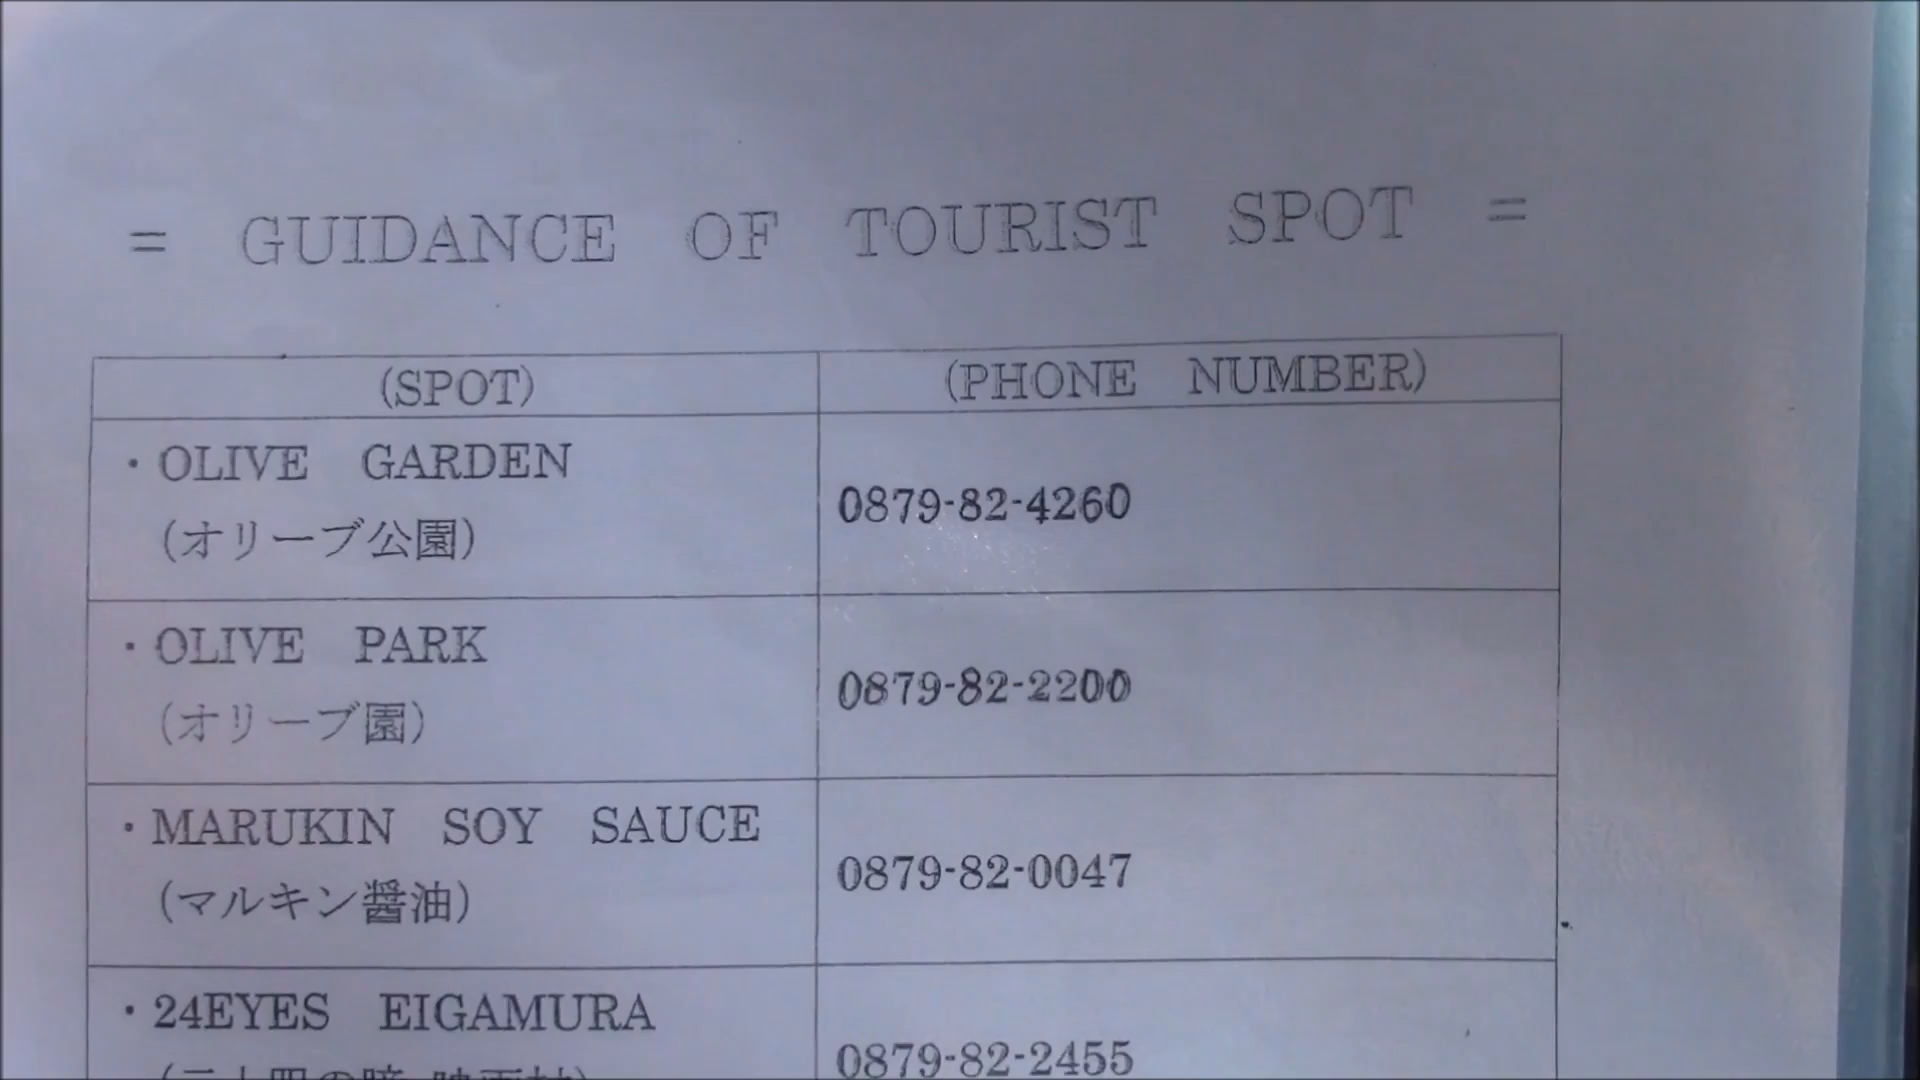 = GUIDANCE OF TOURIST SPOT =
(SPOT)
(PHONE NUMBER)
・OLIVE GARDEN
(オリーブ公園)
0879-82-4260
・OLIVE PARK
(オリーブ園)
0879-82-2200
・MARUKIN SOY SAUCE
(マルキン醤油)
0879-82-0047
・24EYES EIGAMURA
0879-82-2455